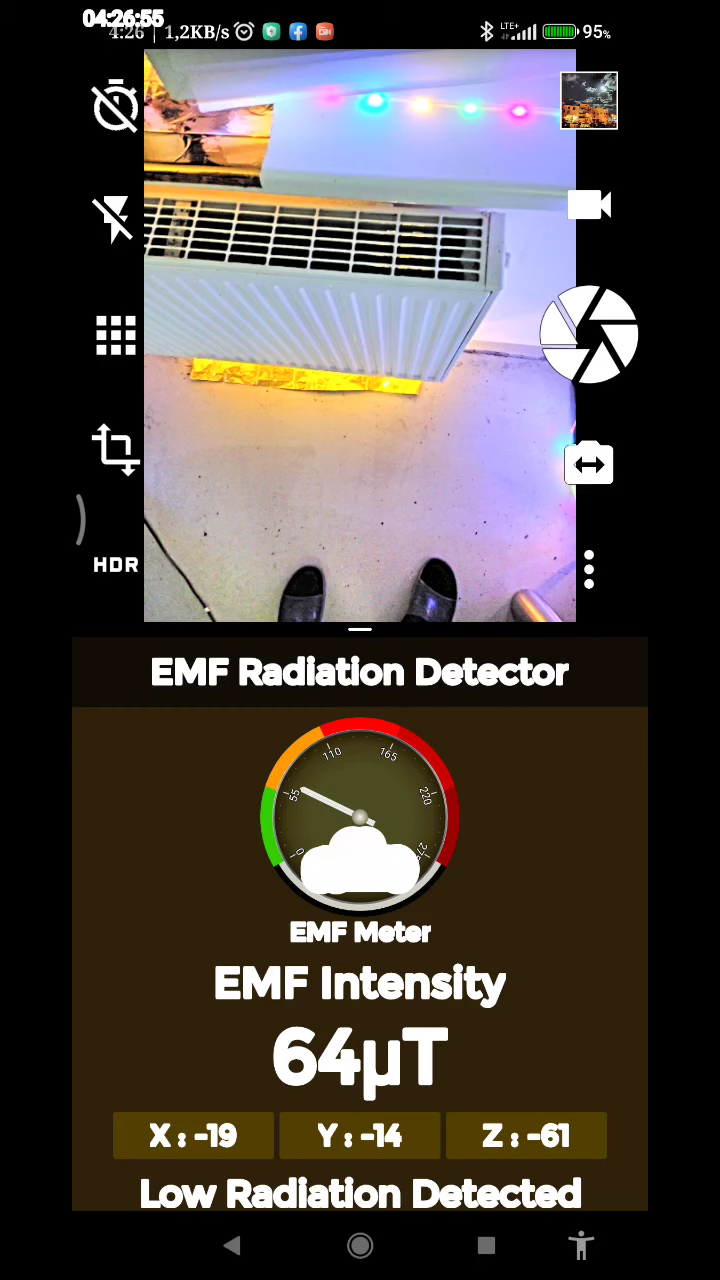 04:26:55
4:26 | 1,2KB/s LTE+ 95%
HDR
EMF Radiation Detector
0 55 110 165 220
EMF Meter
EMF Intensity
64µT
X : -19 Y : -14 Z : -61
Low Radiation Detected